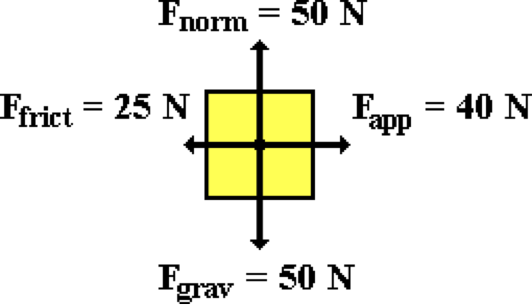 Fnorm = 50 N
Ffrict = 25 N
Fapp = 40 N
Fgrav = 50 N